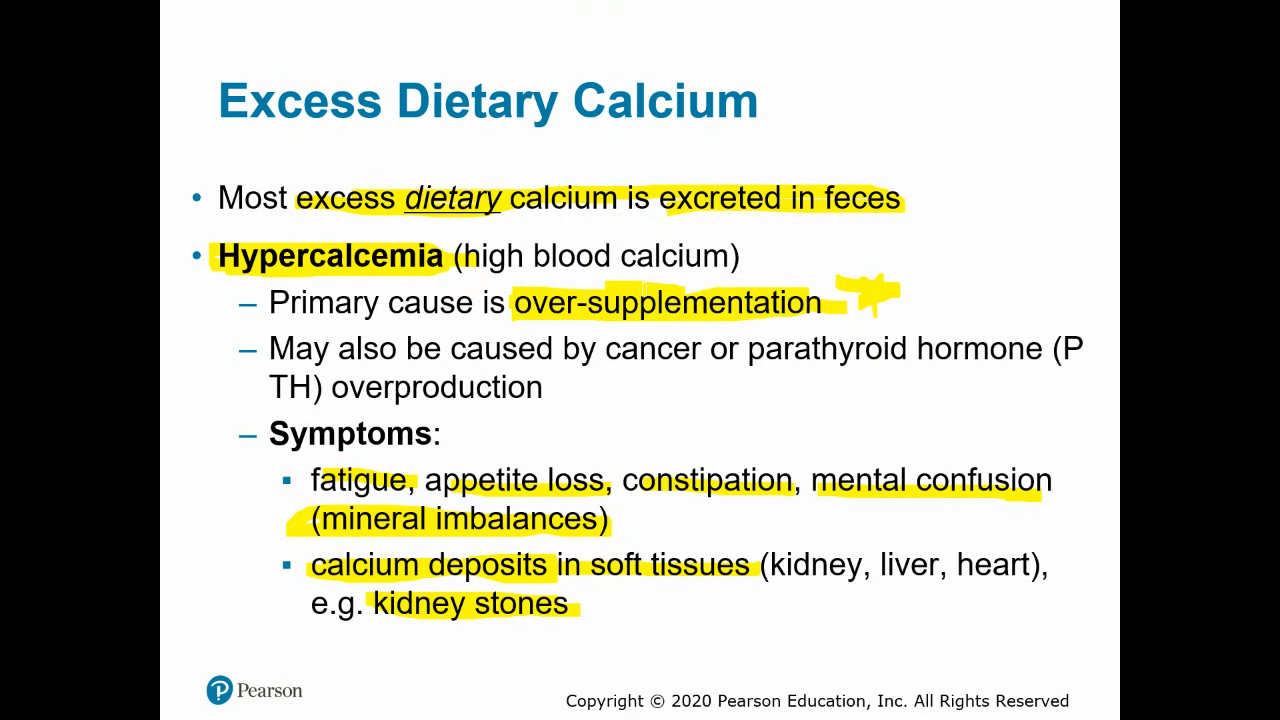 Excess Dietary Calcium
• Most excess dietary calcium is excreted in feces
• Hypercalcemia (high blood calcium)
– Primary cause is over-supplementation
– May also be caused by cancer or parathyroid hormone (P
TH) overproduction
– Symptoms:
▪ fatigue, appetite loss, constipation, mental confusion
(mineral imbalances)
▪ calcium deposits in soft tissues (kidney, liver, heart),
e.g. kidney stones
P Pearson
Copyright © 2020 Pearson Education, Inc. All Rights Reserved